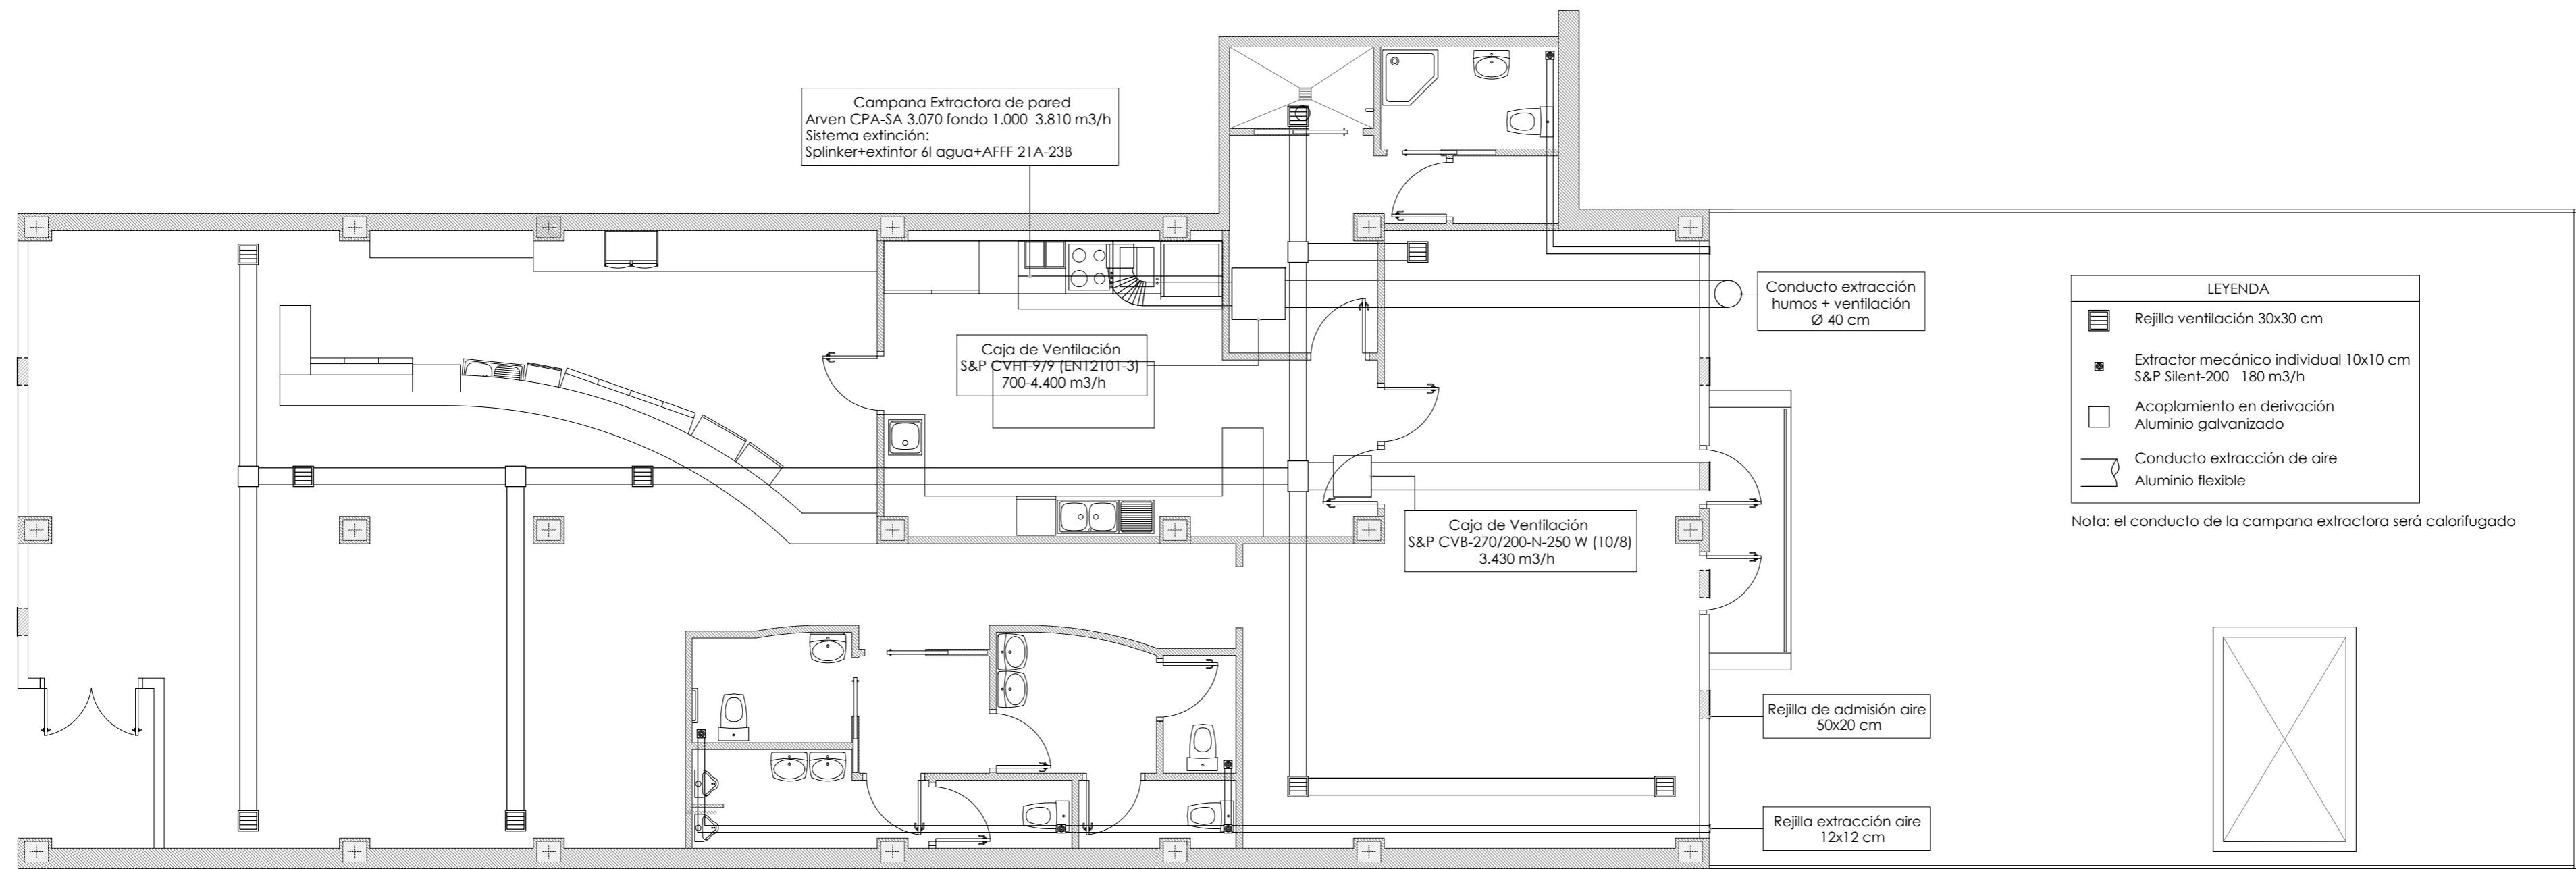 Campana Extractora de pared
Arven CPA-SA 3.070 fondo 1.000 3.810 m3/h
Sistema extinción:
Splinker+extintor 6l agua+AFFF 21A-23B
Caja de Ventilación
S&P CVHT-9/9 (EN12101-3)
700-4.400 m3/h
Conducto extracción
humos + ventilación
Ø 40 cm
Caja de Ventilación
S&P CVB-270/200-N-250 W (10/8)
3.430 m3/h
Rejilla de admisión aire
50x20 cm
Rejilla extracción aire
12x12 cm
LEYENDA
Rejilla ventilación 30x30 cm
Extractor mecánico individual 10x10 cm
S&P Silent-200 180 m3/h
Acoplamiento en derivación
Aluminio galvanizado
Conducto extracción de aire
Aluminio flexible
Nota: el conducto de la campana extractora será calorifugado